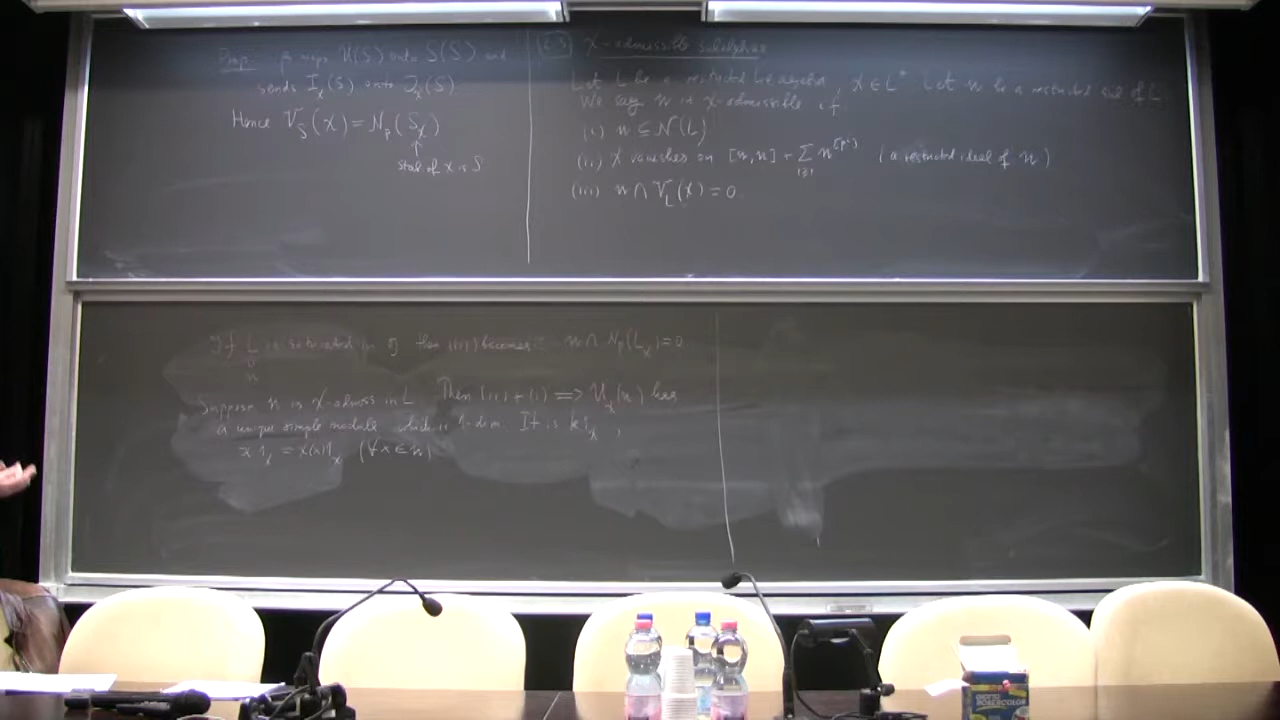 Prop: β maps U(S) onto S(S) and
sends I_χ(S) onto J_χ(S)
Hence V_S(χ) = N_p(S_χ)
↑
stab of χ in S
χ-admissible subalgebras
Let L be a restricted Lie algebra, χ ∈ L* Let n be a restricted sub of L
We say n is χ-admissible if
(i) n ⊆ N(L)
(ii) χ vanishes on [n,n] + Σ_{i≥1} n^{[p^i]} (a restricted ideal of n)
(iii) n ∩ V_L(χ) = 0
If L is saturated in g then (iii) becomes: n ∩ N_p(L_χ) = 0
Suppose n is χ-admiss in L Then (ii) + (i) ⟹ U_χ(n) has
a unique simple module which is 1-dim. It is k1_χ,
x.1_χ = χ(x)1_χ (∀x ∈ n)